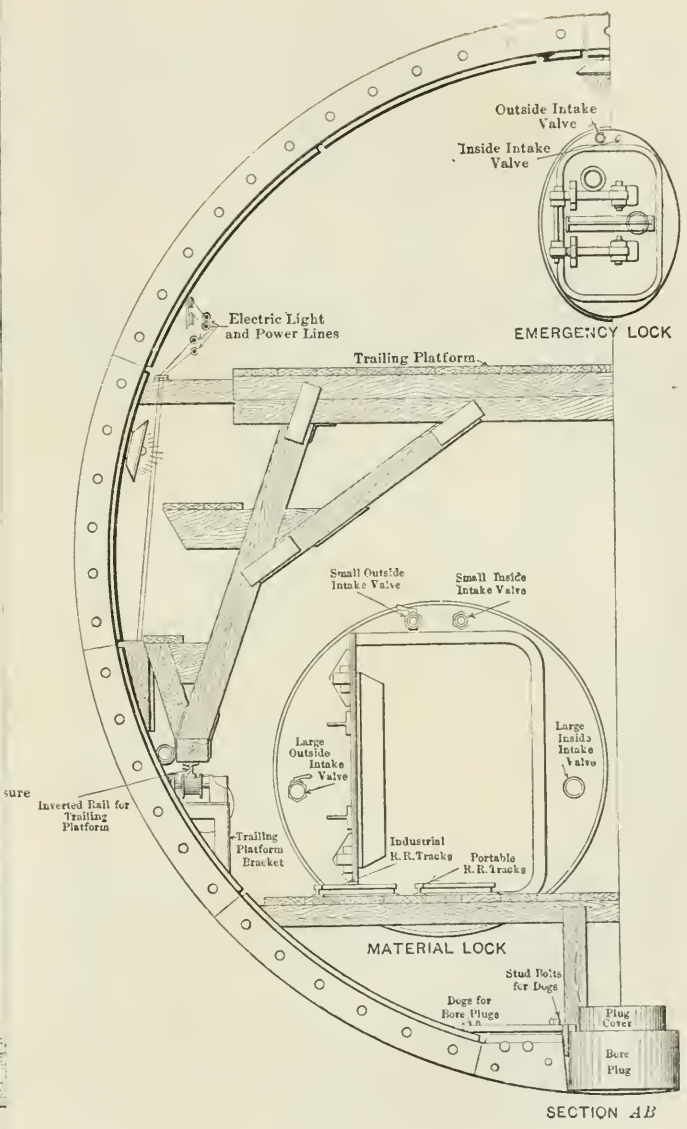 Outside Intake
Valve
Inside Intake
Valve
EMERGENCY LOCK
Electric Light
and Power Lines
Trailing Platform
Small Outside
Intake Valve
Small Inside
Intake Valve
Large
Outside
Intake
Valve
Large
Inside
Intake
Valve
sure
Inverted Rail for
Trailing
Platform
Trailing
Platform
Bracket
Industrial
R.R.Tracks
Portable
R.R.Tracks
MATERIAL LOCK
Stud Bolts
for Dogs
Dogs for
Bore Plugs
Plug
Cover
Bore
Plug
SECTION AB